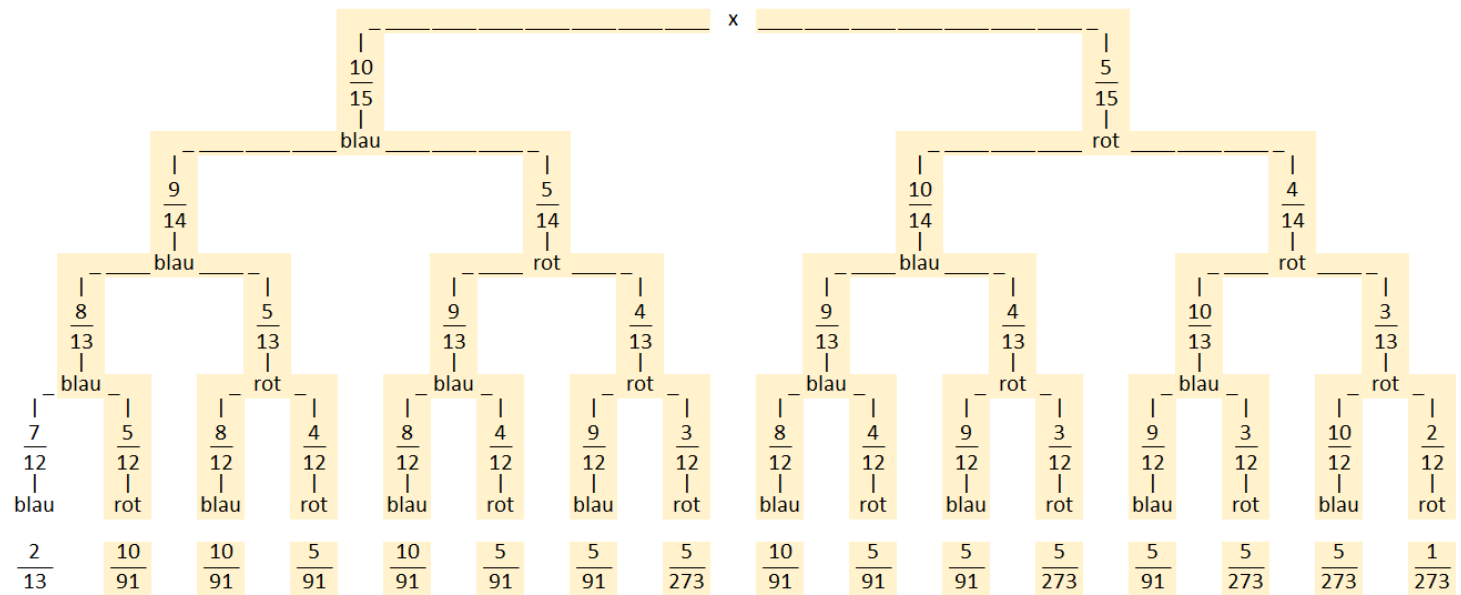 x
10/15 5/15
blau rot
9/14 5/14 10/14 4/14
blau rot blau rot
8/13 5/13 9/13 4/13 9/13 4/13 10/13 3/13
blau rot blau rot blau rot blau rot
7/12 5/12 8/12 4/12 8/12 4/12 9/12 3/12 8/12 4/12 9/12 3/12 9/12 3/12 10/12 2/12
blau rot blau rot blau rot blau rot blau rot blau rot blau rot blau rot
2/13 10/91 10/91 5/91 10/91 5/91 5/91 5/273 10/91 5/91 5/91 5/273 5/91 5/273 5/273 1/273